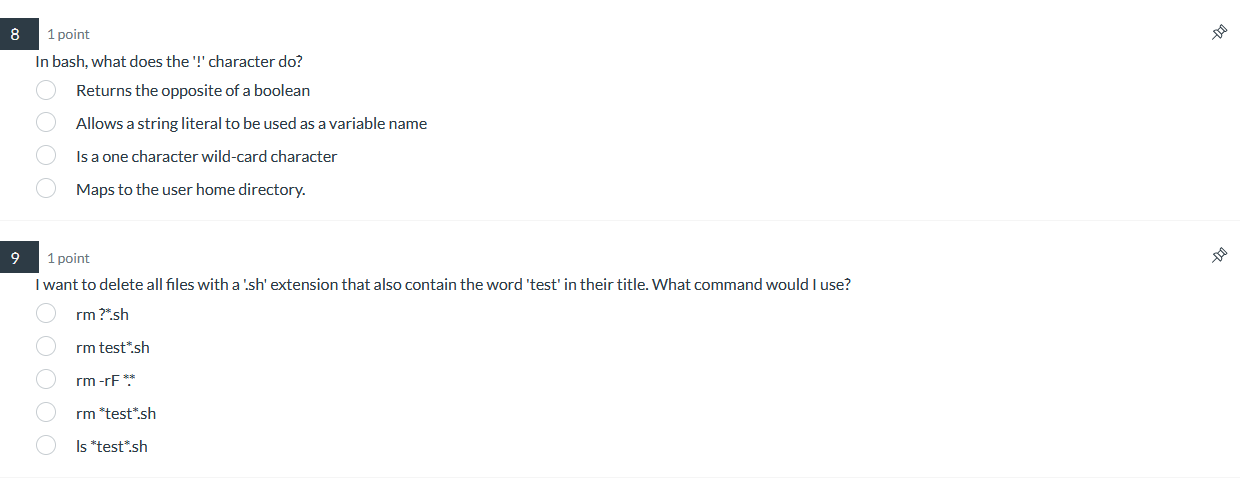 8 1 point
In bash, what does the '!' character do?
Returns the opposite of a boolean
Allows a string literal to be used as a variable name
Is a one character wild-card character
Maps to the user home directory.
9 1 point
I want to delete all files with a '.sh' extension that also contain the word 'test' in their title. What command would I use?
rm ?*.sh
rm test*.sh
rm -rF *.*
rm *test*.sh
ls *test*.sh